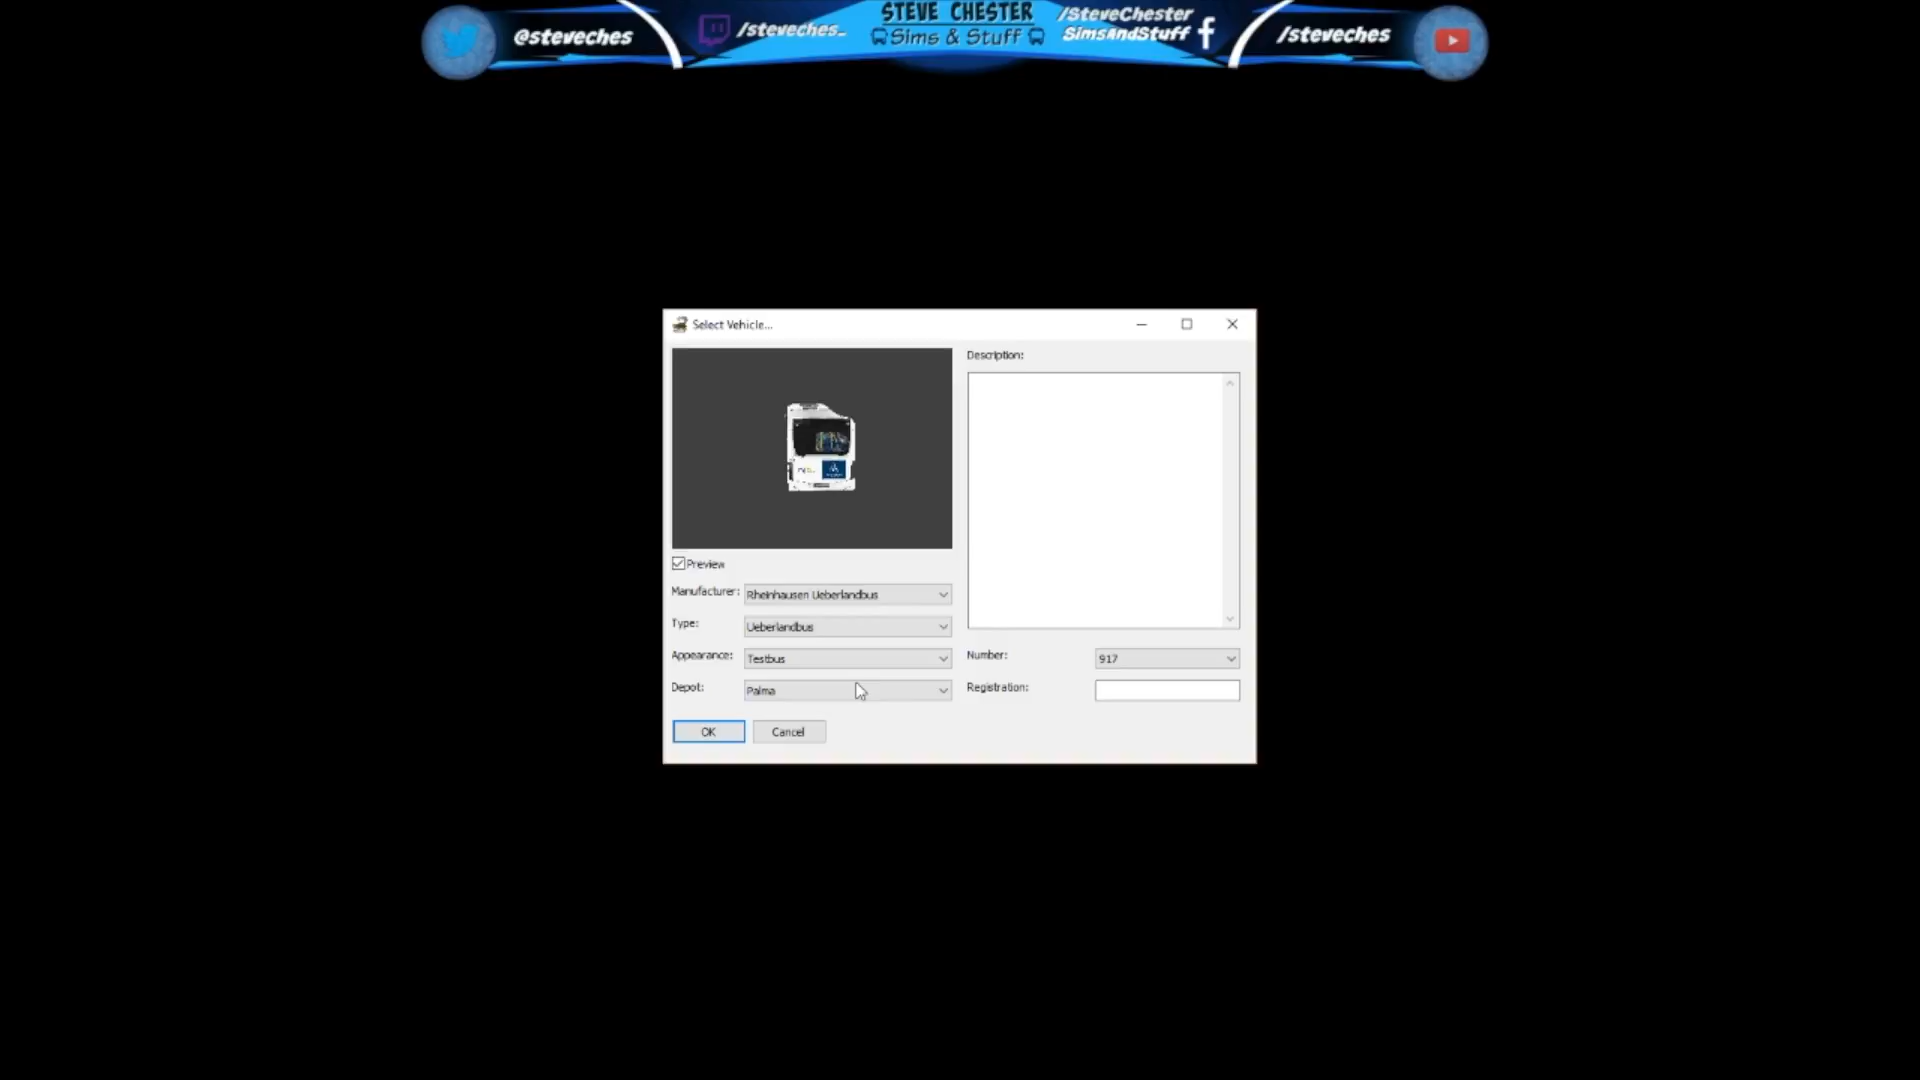 @steveches
/steveches_
STEVE CHESTER
Sims & Stuff
/SteveChester
SimsAndStuff
/steveches
Select Vehicle...
Description:
Preview
Manufacturer: Rheinhausen Ueberlandbus
Type: Ueberlandbus
Appearance: Testbus
Number: 917
Depot: Palma
Registration:
OK
Cancel